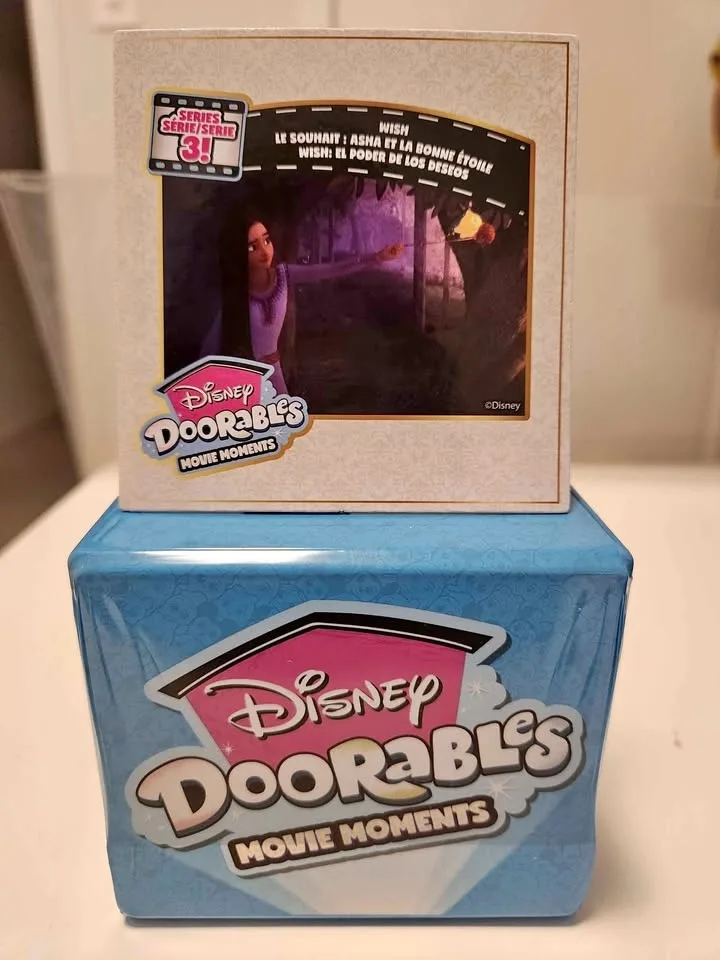 SERIES
SÉRIE/SERIE
3!
WISH
LE SOUHAIT : ASHA ET LA BONNE ÉTOILE
WISH: EL PODER DE LOS DESEOS
©Disney
DISNEY
DOORABLES
MOVIE MOMENTS
DISNEY
DOORABLES
MOVIE MOMENTS